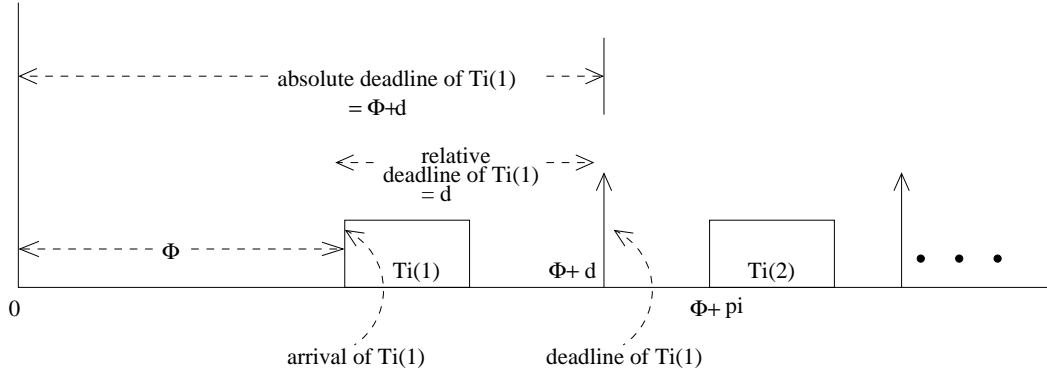 absolute deadline of Ti(1)
= Φ+d
relative
deadline of Ti(1)
= d
Φ
Ti(1)
Φ+ d
Ti(2)
0
Φ+ pi
arrival of Ti(1)
deadline of Ti(1)